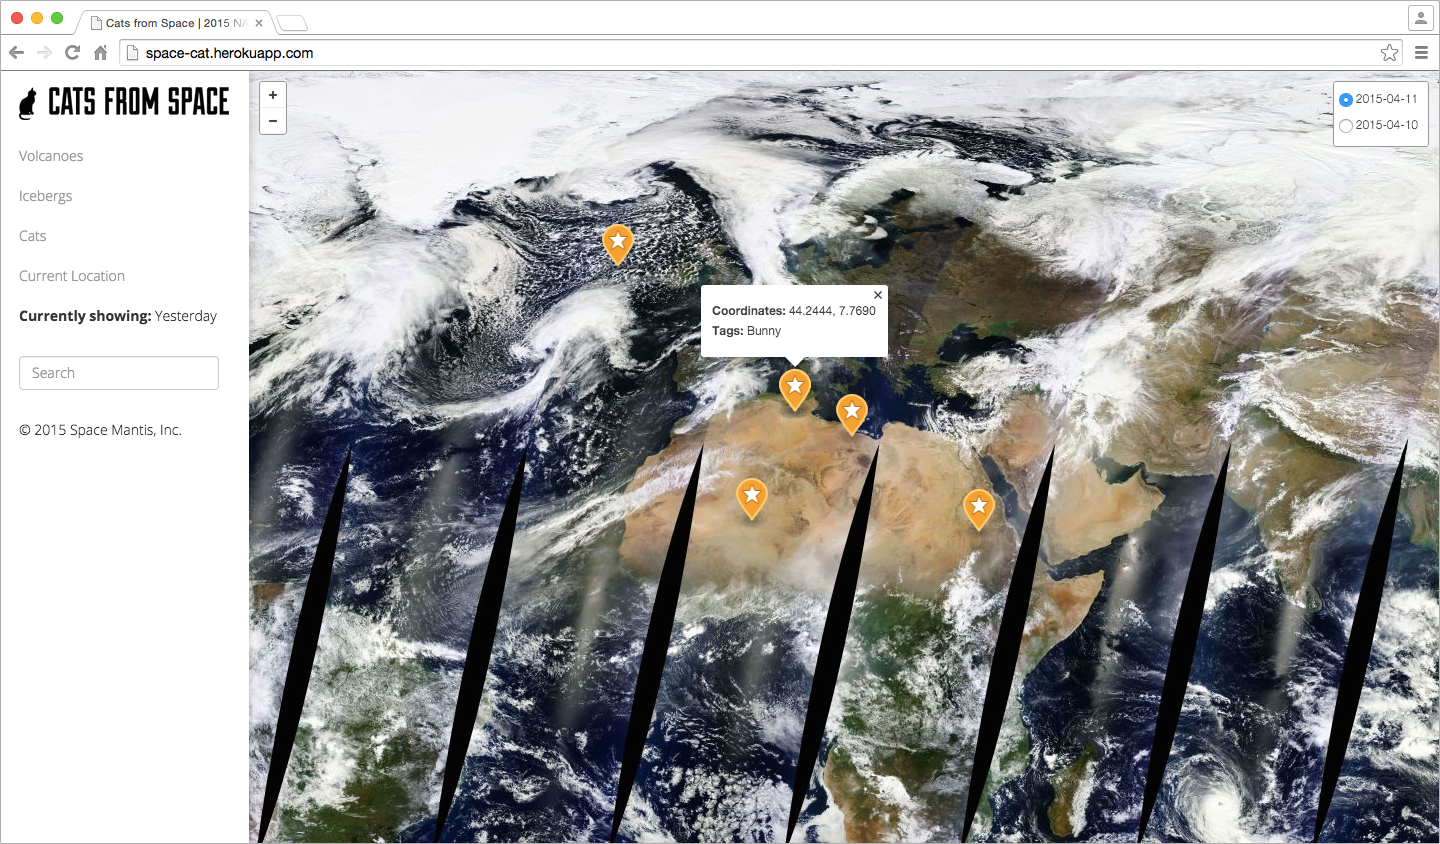 Cats from Space | 2015 NA
space-cat.herokuapp.com
CATS FROM SPACE
Volcanoes
Icebergs
Cats
Current Location
Currently showing: Yesterday
Search
© 2015 Space Mantis, Inc.
+
−
Coordinates: 44.2444, 7.7690
Tags: Bunny
2015-04-11
2015-04-10